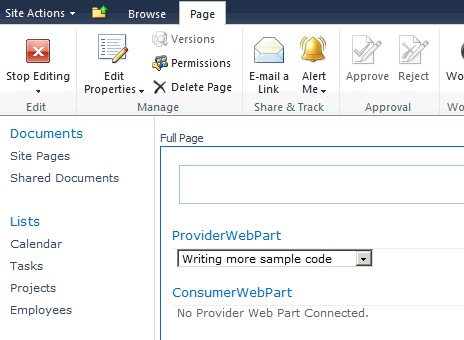 Site Actions Browse Page
Stop Editing
Edit
Edit Properties
Versions
Permissions
Delete Page
Manage
E-mail a Link
Alert Me
Share & Track
Approve
Reject
Approval
Documents
Site Pages
Shared Documents
Lists
Calendar
Tasks
Projects
Employees
Full Page
ProviderWebPart
Writing more sample code
ConsumerWebPart
No Provider Web Part Connected.